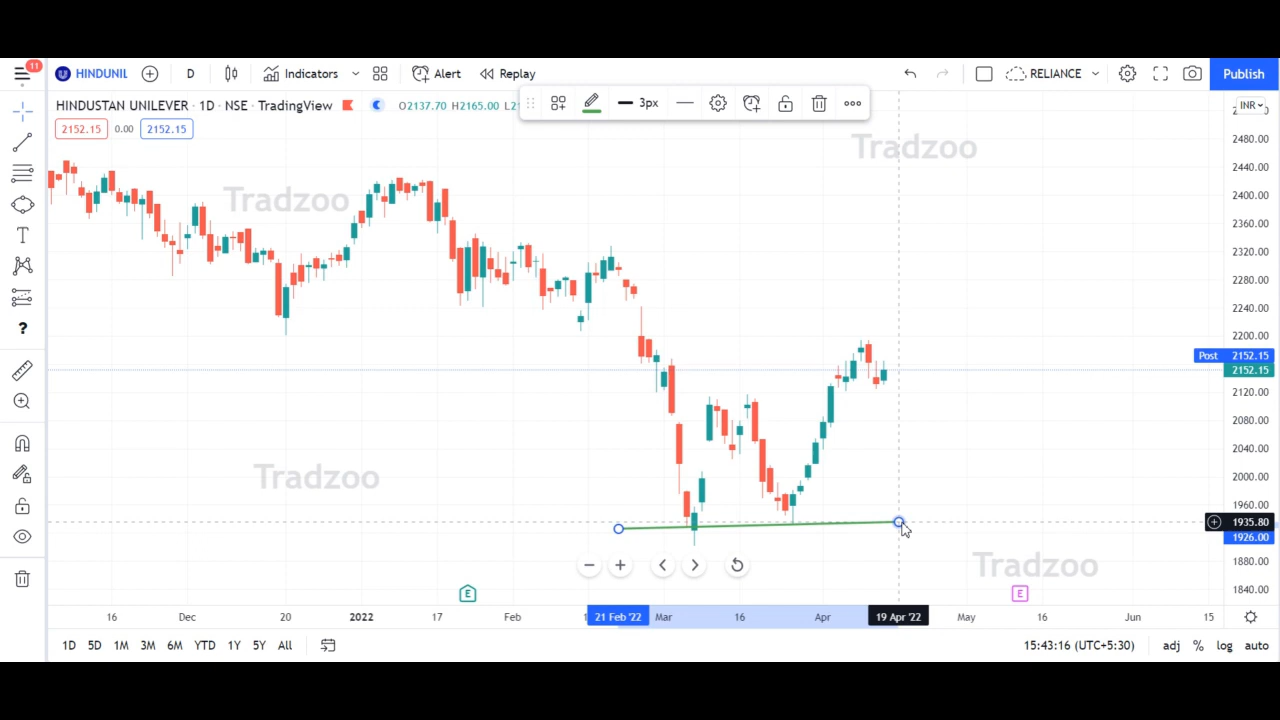 11
HINDUNIL
D
Indicators
Alert
Replay
RELIANCE
Publish
HINDUSTAN UNILEVER · 1D · NSE · TradingView
O2137.70 H2165.00
3px
INR
2152.15 0.00 2152.15
Tradzoo
Tradzoo
2480.00
2440.00
2400.00
2360.00
2320.00
2280.00
2240.00
2200.00
Post 2152.15
2152.15
2120.00
2080.00
2040.00
Tradzoo
2000.00
1960.00
1935.80
1926.00
Tradzoo
1880.00
1840.00
T
?
E
E
16 Dec 20 2022 17 Feb 21 Feb '22 Mar 16 Apr 19 Apr '22 May 16 Jun 15
1D 5D 1M 3M 6M YTD 1Y 5Y All
15:43:16 (UTC+5:30) adj % log auto